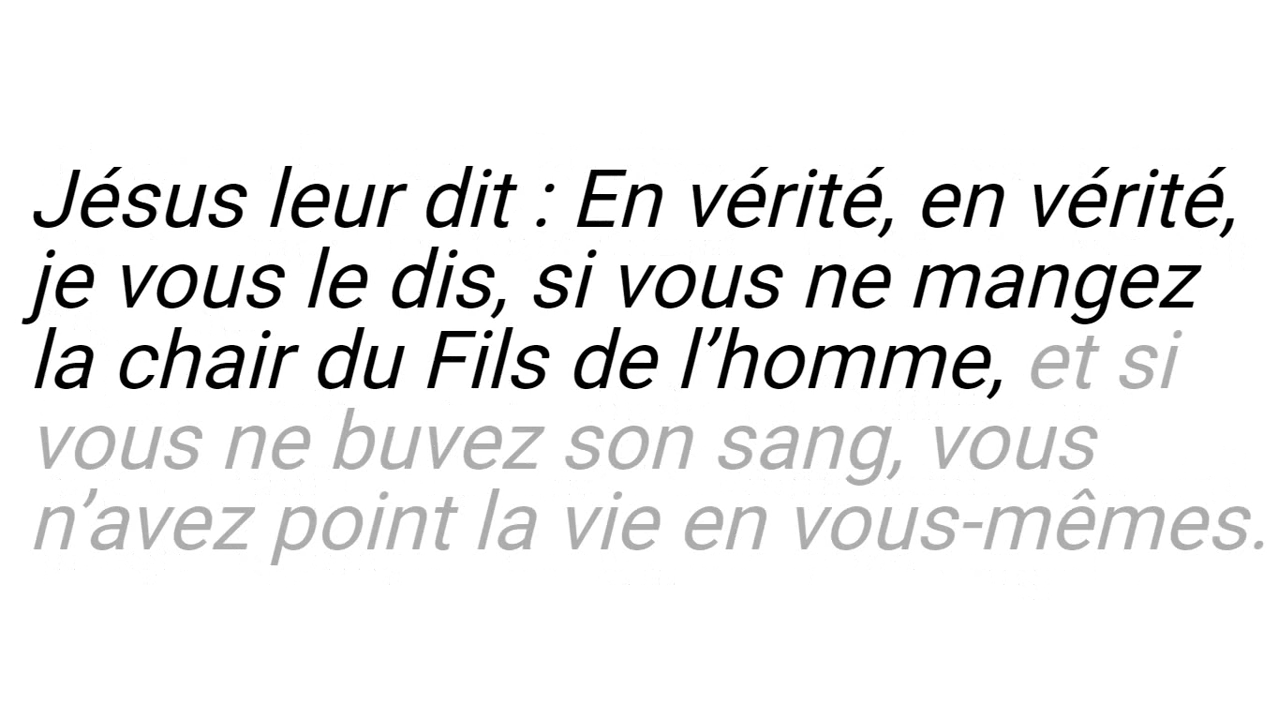 Jésus leur dit : En vérité, en vérité,
je vous le dis, si vous ne mangez
la chair du Fils de l’homme, et si
vous ne buvez son sang, vous
n’avez point la vie en vous-mêmes.